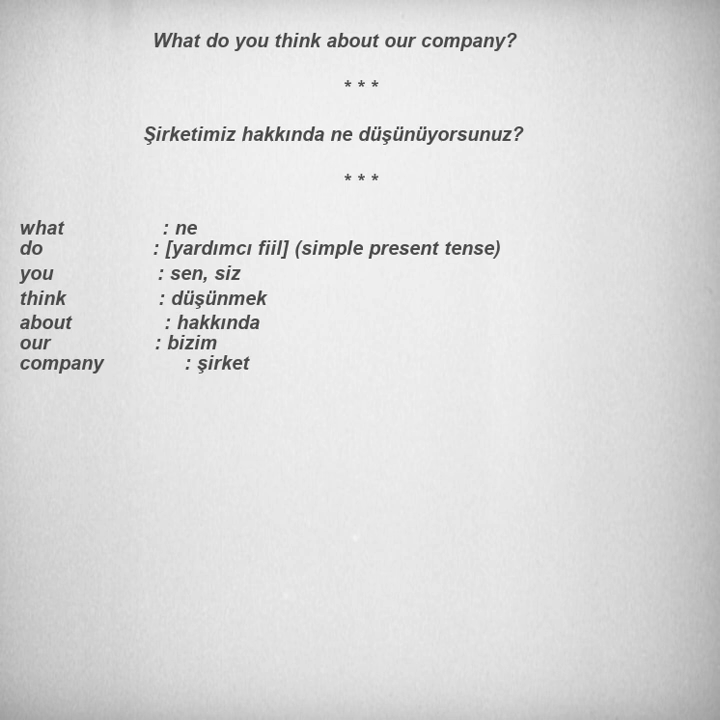 What do you think about our company?
* * *
Şirketimiz hakkında ne düşünüyorsunuz?
* * *
what : ne
do : [yardımcı fiil] (simple present tense)
you : sen, siz
think : düşünmek
about : hakkında
our : bizim
company : şirket